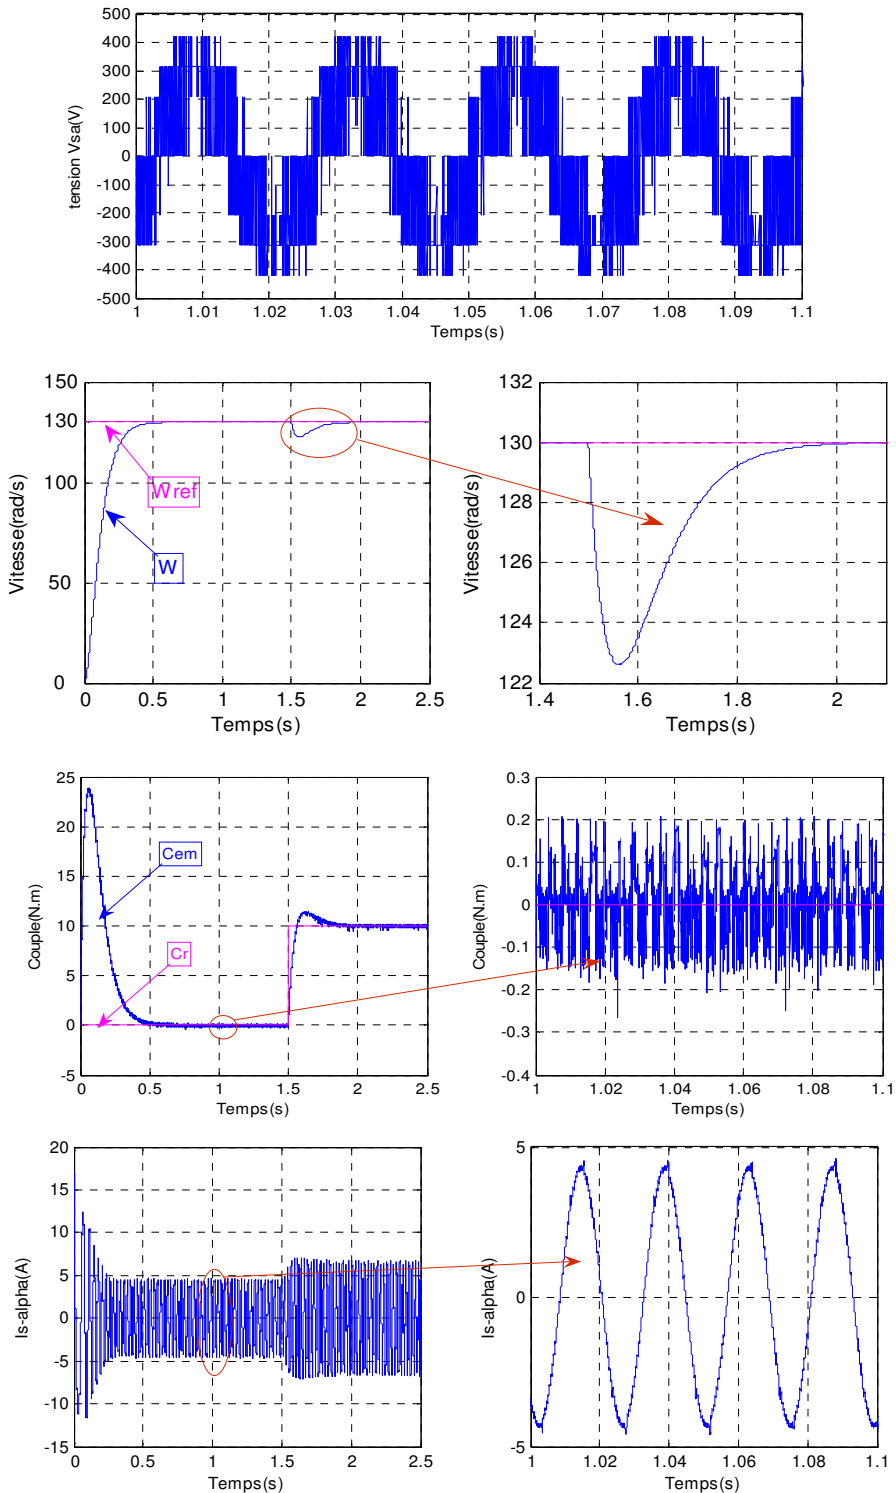 500
400
300
200
100
0
-100
-200
-300
-400
-500
tension Vsa(V)
1 1.01 1.02 1.03 1.04 1.05 1.06 1.07 1.08 1.09 1.1
Temps(s)
150
130
100
50
0
Vitesse(rad/s)
Wref
W
0 0.5 1 1.5 2 2.5
Temps(s)
132
130
128
126
124
122
Vitesse(rad/s)
1.4 1.6 1.8 2
Temps(s)
25
20
15
10
5
0
-5
Couple(N.m)
Cem
Cr
0 0.5 1 1.5 2 2.5
Temps(s)
0.3
0.2
0.1
0
-0.1
-0.2
-0.3
-0.4
Couple(N.m)
1 1.02 1.04 1.06 1.08 1.1
Temps(s)
20
15
10
5
0
-5
-10
-15
Is-alpha(A)
0 0.5 1 1.5 2 2.5
Temps(s)
5
0
-5
Is-alpha(A)
1 1.02 1.04 1.06 1.08 1.1
Temps(s)